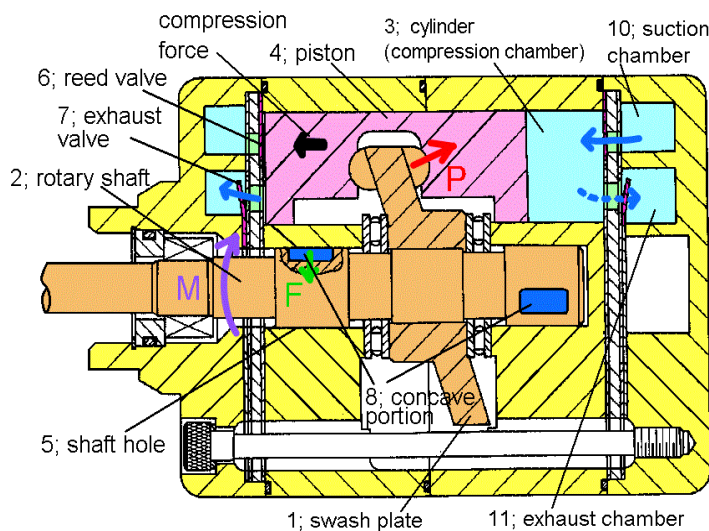 compression
force
4; piston
3; cylinder
(compression chamber)
10; suction
chamber
6; reed valve
7; exhaust
valve
2; rotary shaft
P
M
F
8; concave
portion
5; shaft hole
1; swash plate
11; exhaust chamber